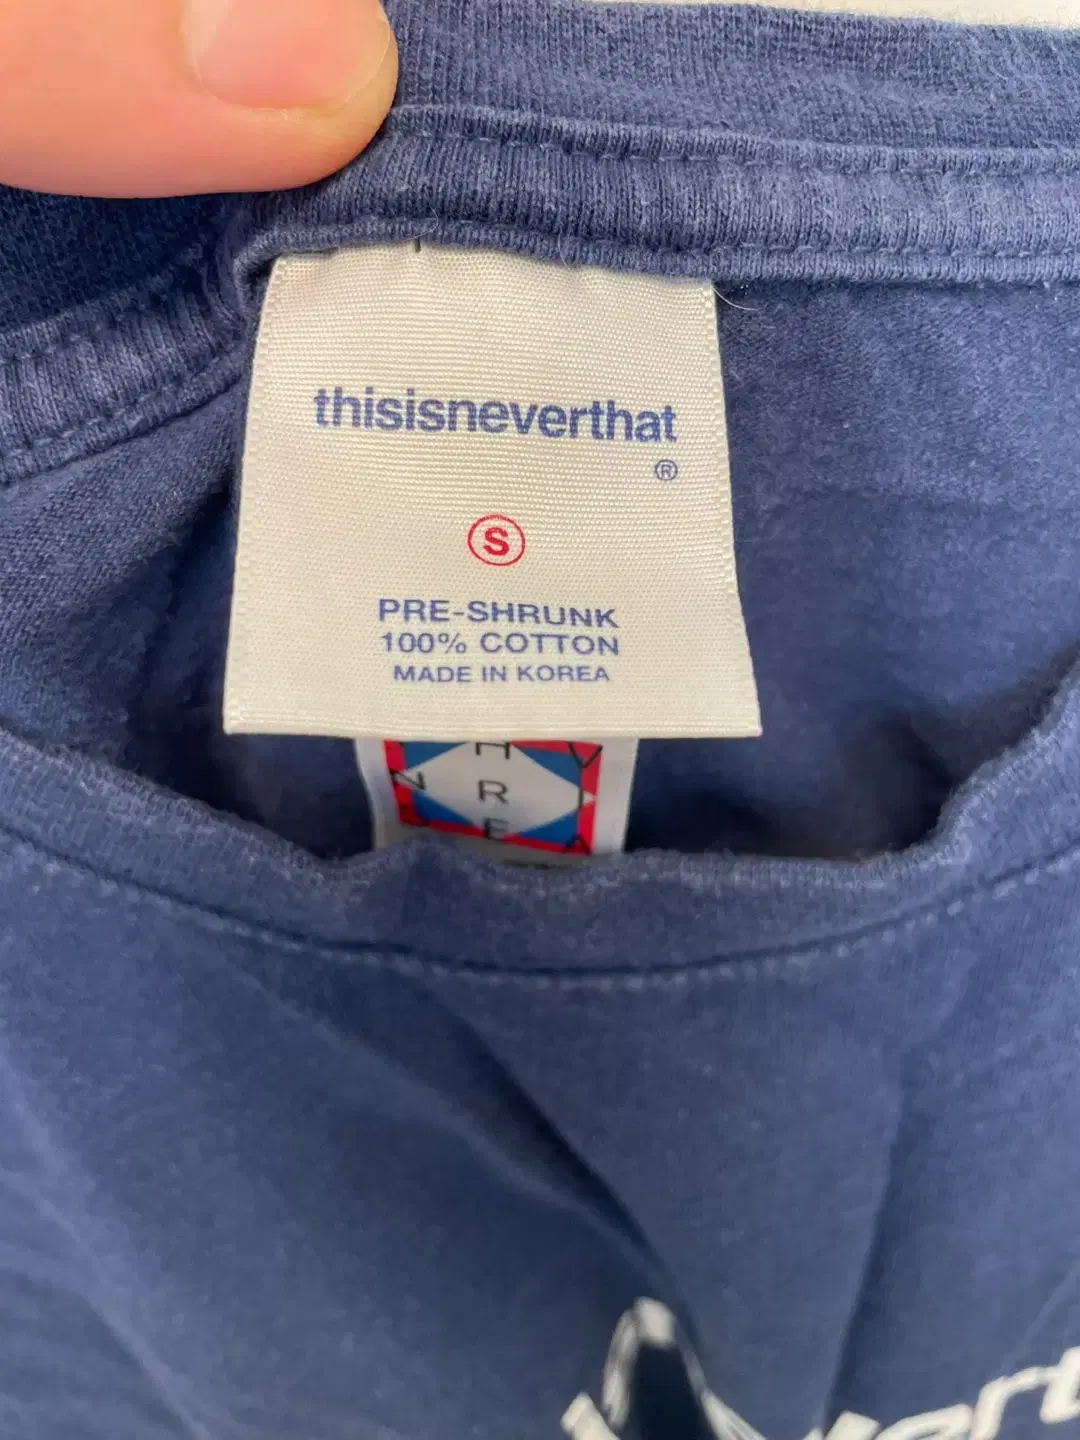 thisisneverthat
®
S
PRE-SHRUNK
100% COTTON
MADE IN KOREA